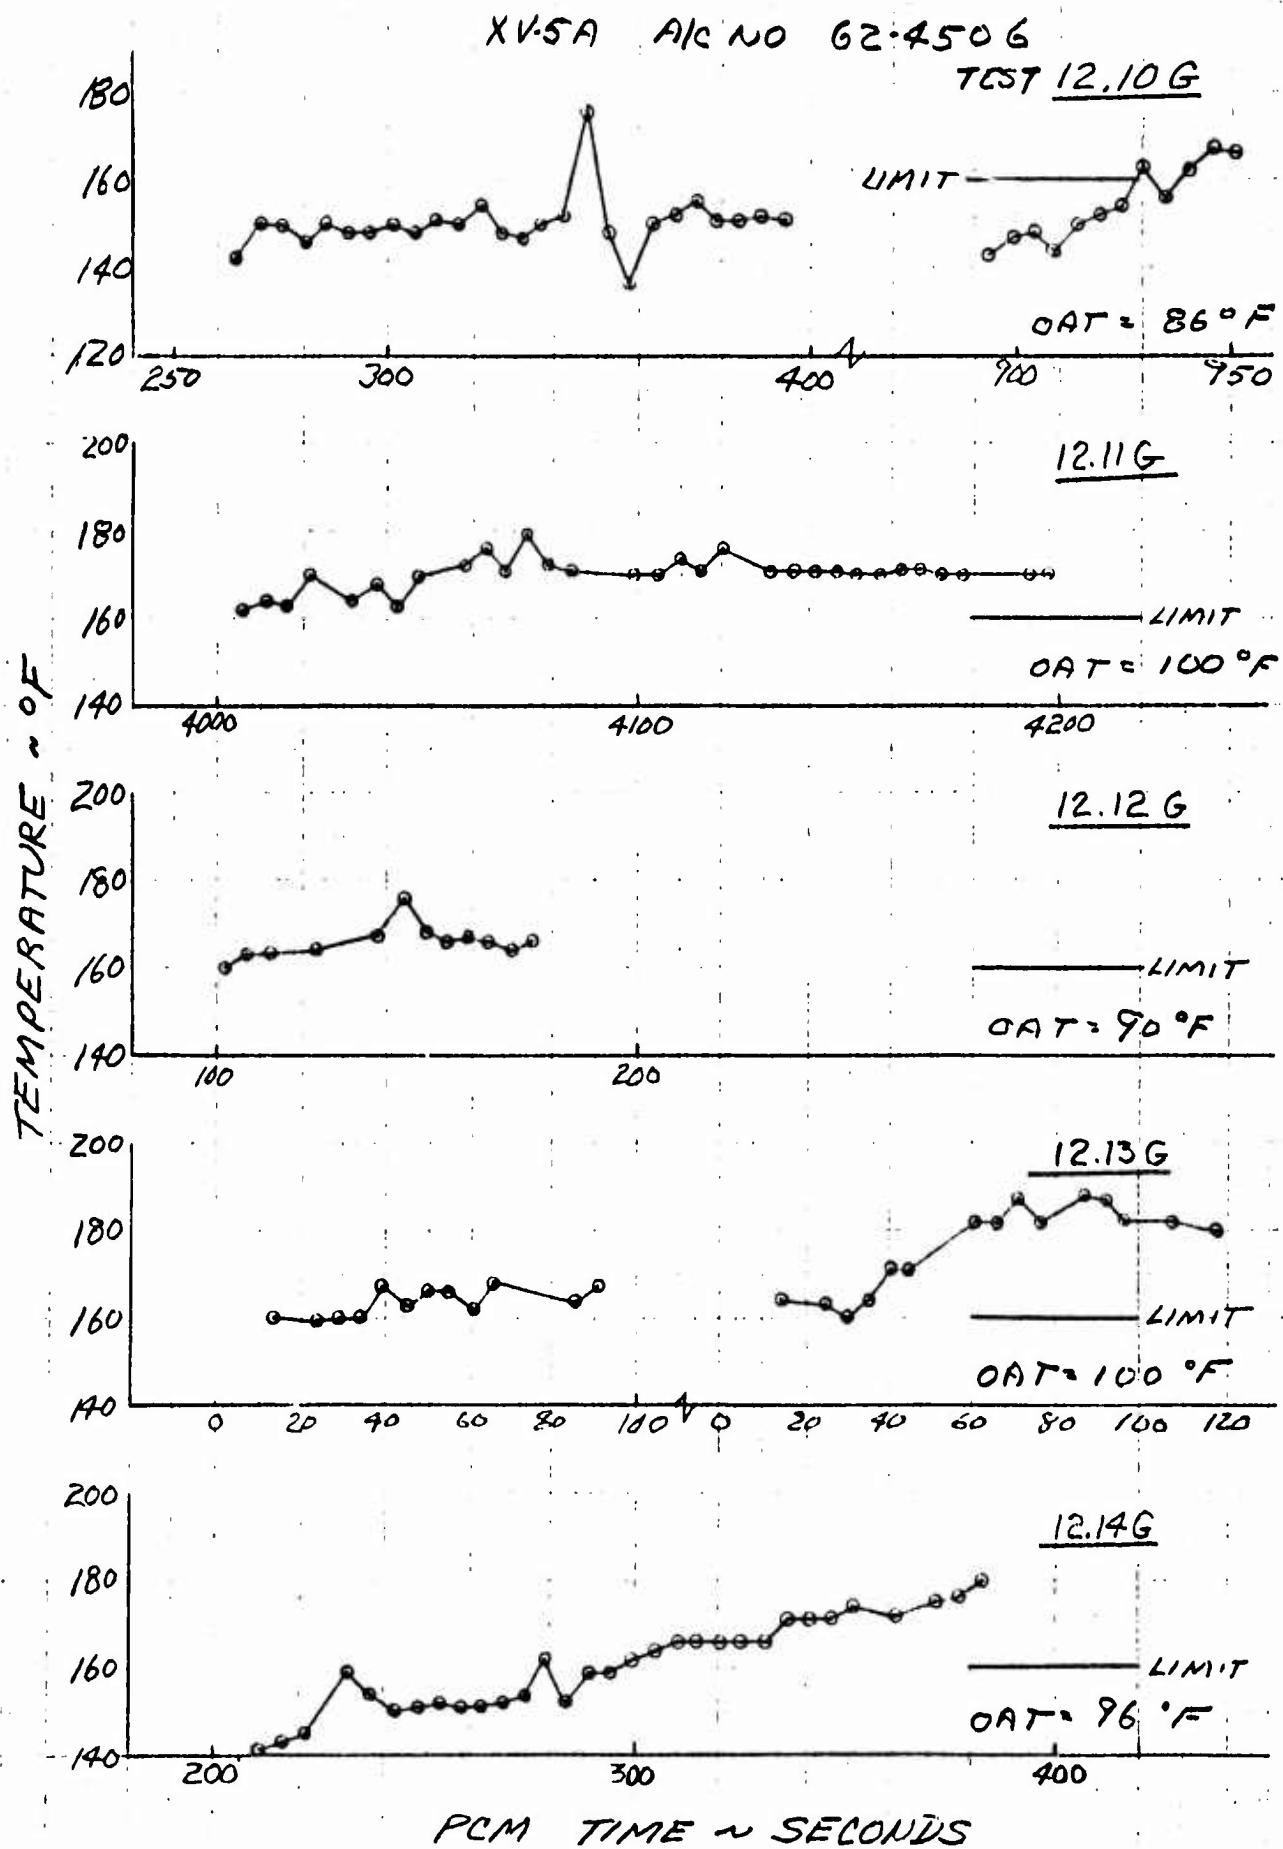 XV-5A A/C NO 62-4506
TEST 12.10 G
180
160
140
120
LIMIT
OAT = 86°F
250 300 400 900 950
12.11 G
200
180
160
140
LIMIT
OAT = 100°F
4000 4100 4200
TEMPERATURE ~ °F
12.12 G
200
180
160
140
LIMIT
OAT = 90°F
100 200
12.13 G
200
180
160
140
LIMIT
OAT = 100°F
0 20 40 60 80 100 0 20 40 60 80 100 120
12.14 G
200
180
160
140
LIMIT
OAT = 96°F
200 300 400
PCM TIME ~ SECONDS